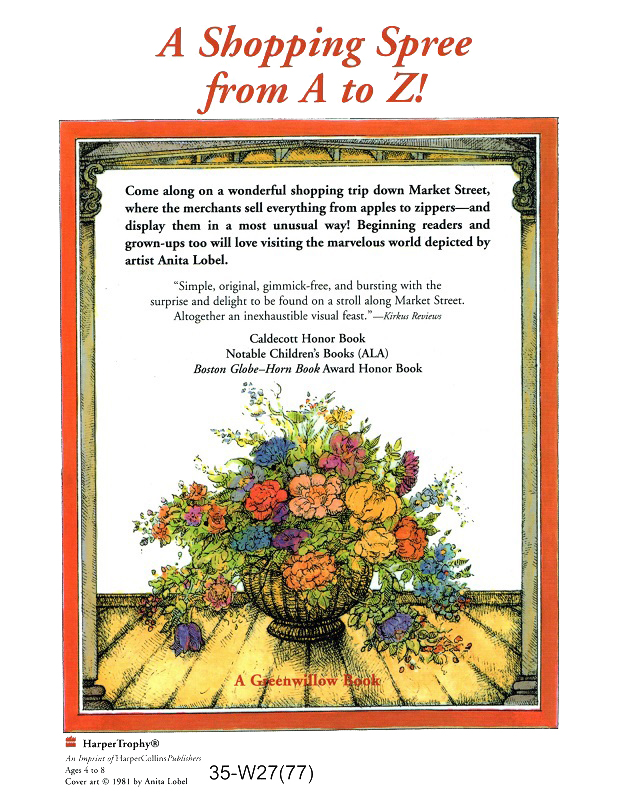 A Shopping Spree
from A to Z!
Come along on a wonderful shopping trip down Market Street,
where the merchants sell everything from apples to zippers—and
display them in a most unusual way! Beginning readers and
grown-ups too will love visiting the marvelous world depicted by
artist Anita Lobel.
“Simple, original, gimmick-free, and bursting with the
surprise and delight to be found on a stroll along Market Street.
Altogether an inexhaustible visual feast.”—Kirkus Reviews
Caldecott Honor Book
Notable Children’s Books (ALA)
Boston Globe–Horn Book Award Honor Book
A Greenwillow Book
HarperTrophy®
An Imprint of HarperCollinsPublishers
Ages 4 to 8
Cover art © 1981 by Anita Lobel
35-W27(77)